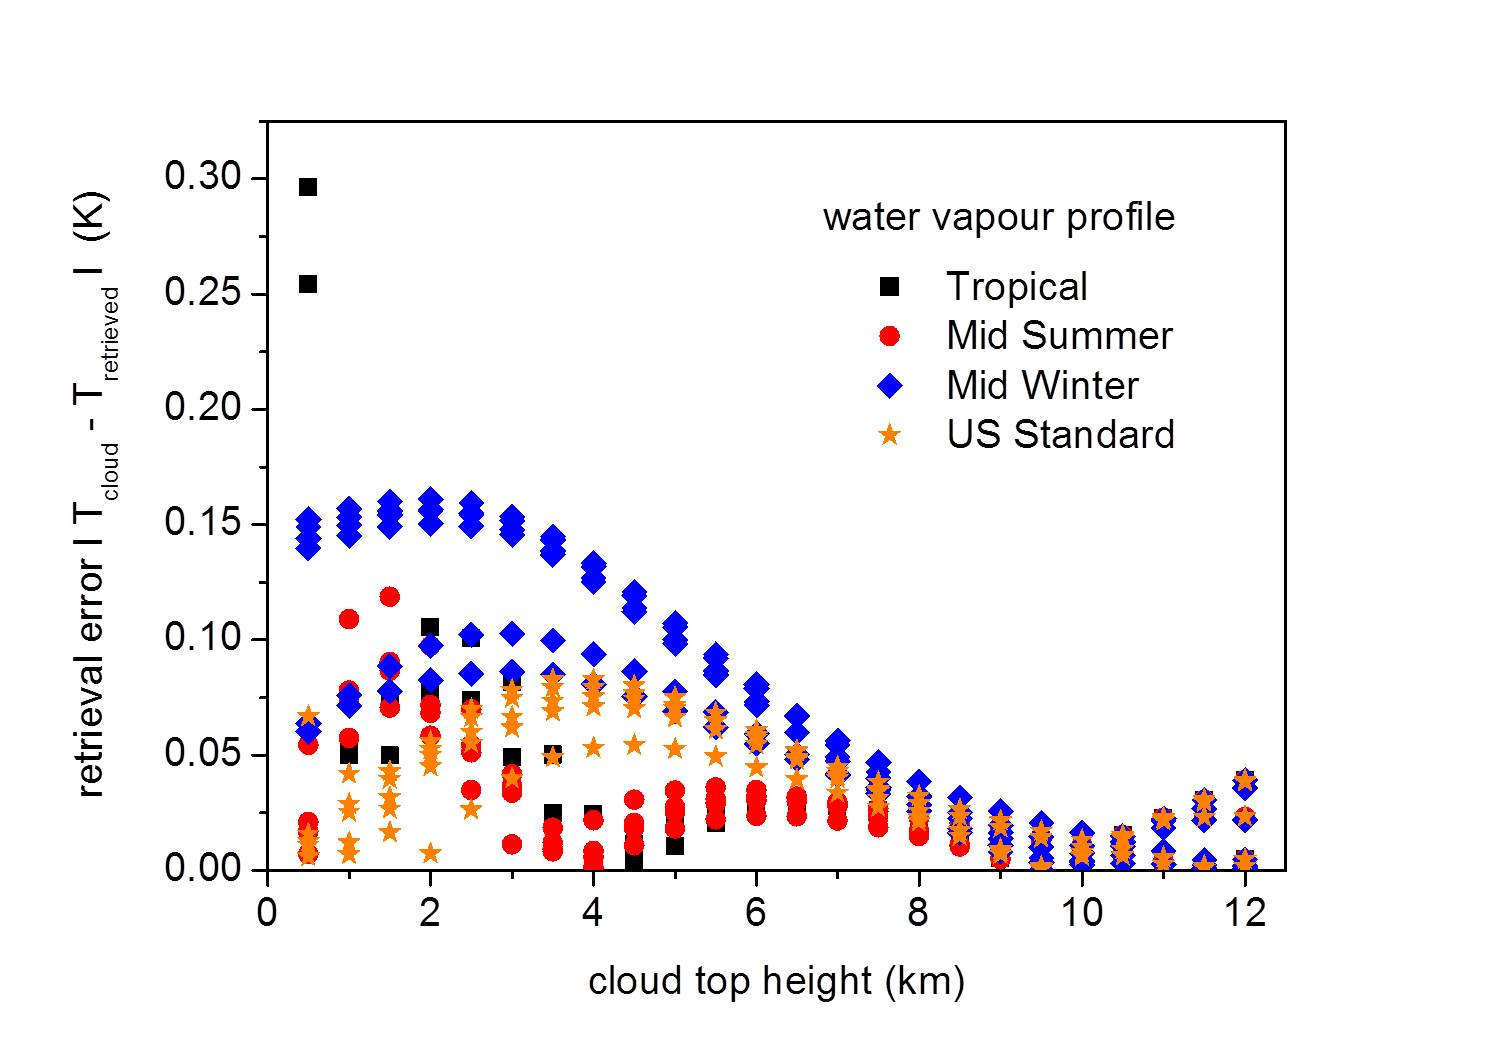 retrieval error I T_cloud - T_retrieved I (K)
0.30
0.25
0.20
0.15
0.10
0.05
0.00
water vapour profile
Tropical
Mid Summer
Mid Winter
US Standard
0 2 4 6 8 10 12
cloud top height (km)